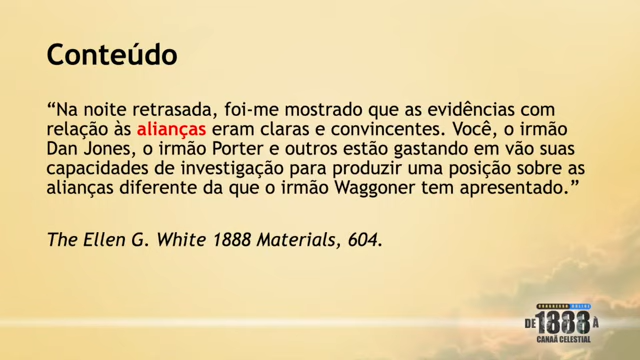 Conteúdo
“Na noite retrasada, foi-me mostrado que as evidências com
relação às alianças eram claras e convincentes. Você, o irmão
Dan Jones, o irmão Porter e outros estão gastando em vão suas
capacidades de investigação para produzir uma posição sobre as
alianças diferente da que o irmão Waggoner tem apresentado.”
The Ellen G. White 1888 Materials, 604.
DE 1888 À
CANAÃ CELESTIAL